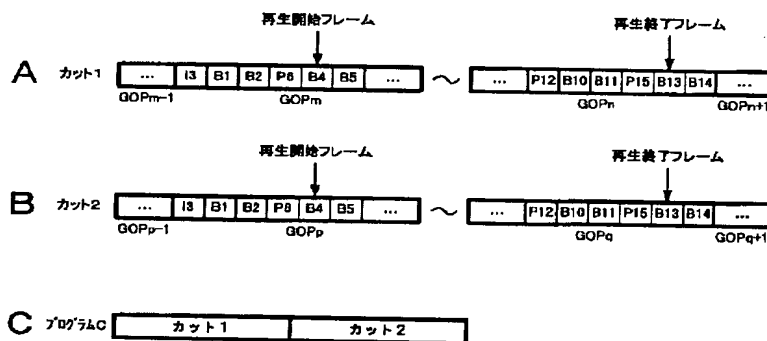 再生開始フレーム
再生終了フレーム
A カット1 ... I3 B1 B2 P6 B4 B5 ... ～ ... P12 B10 B11 P15 B13 B14 ...
GOPm-1 GOPm GOPn GOPn+1
再生開始フレーム
再生終了フレーム
B カット2 ... I3 B1 B2 P6 B4 B5 ... ～ ... P12 B10 B11 P15 B13 B14 ...
GOPp-1 GOPp GOPq GOPq+1
C プログラムC カット1 カット2